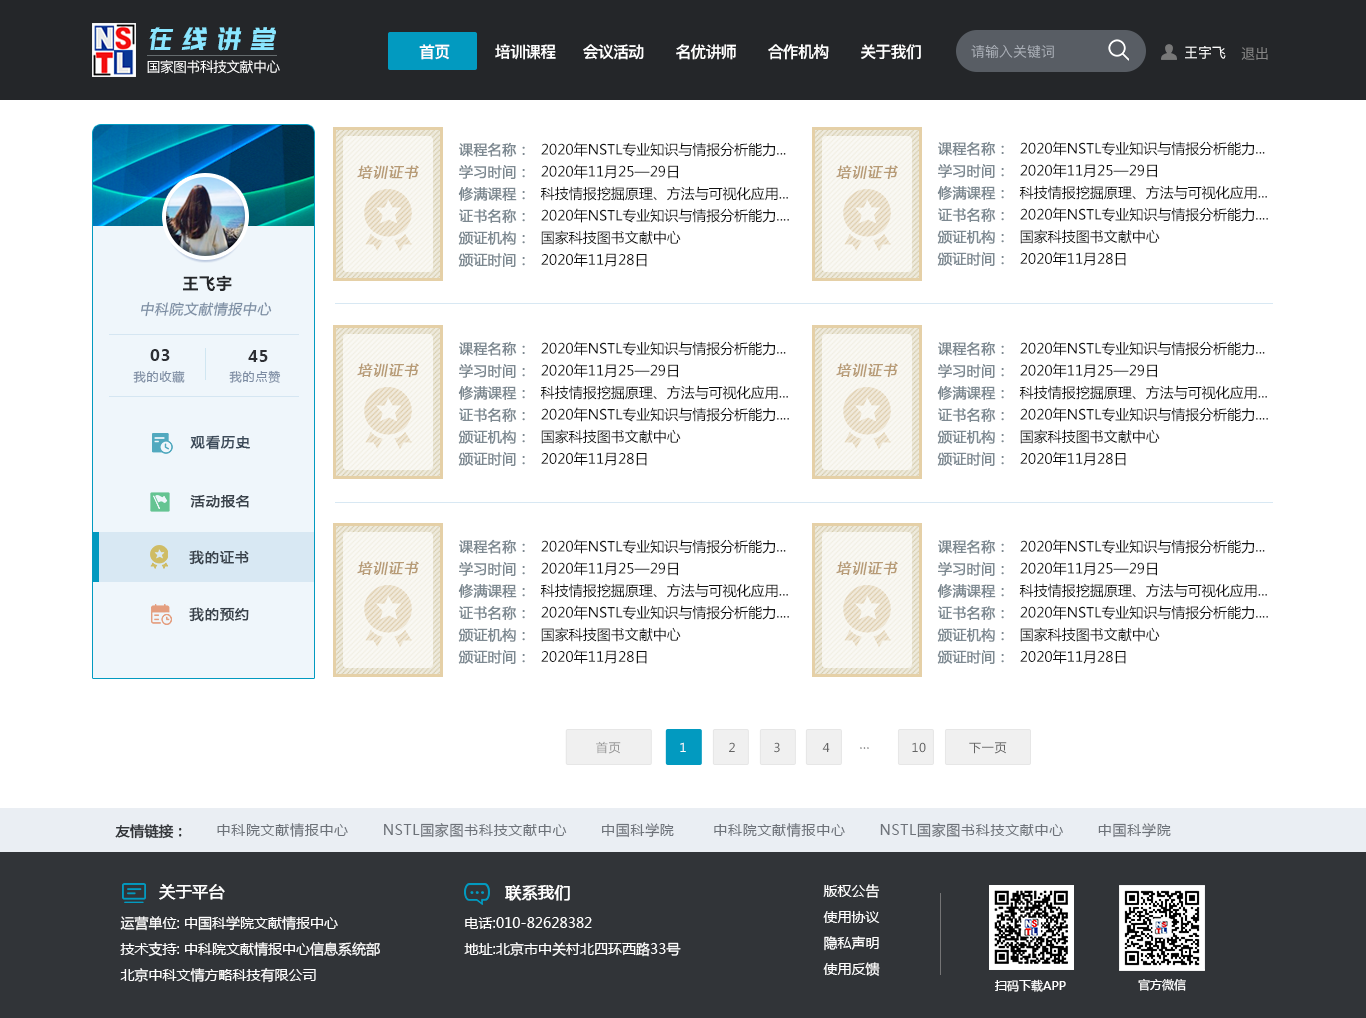 NS
TL
在线讲堂
国家图书科技文献中心
首页
培训课程
会议活动
名优讲师
合作机构
关于我们
请输入关键词
王宇飞
退出
王飞宇
中科院文献情报中心
03
我的收藏
45
我的点赞
观看历史
活动报名
我的证书
我的预约
培训证书
课程名称： 2020年NSTL专业知识与情报分析能力...
学习时间： 2020年11月25—29日
修满课程： 科技情报挖掘原理、方法与可视化应用...
证书名称： 2020年NSTL专业知识与情报分析能力....
颁证机构： 国家科技图书文献中心
颁证时间： 2020年11月28日
培训证书
课程名称： 2020年NSTL专业知识与情报分析能力...
学习时间： 2020年11月25—29日
修满课程： 科技情报挖掘原理、方法与可视化应用...
证书名称： 2020年NSTL专业知识与情报分析能力....
颁证机构： 国家科技图书文献中心
颁证时间： 2020年11月28日
培训证书
课程名称： 2020年NSTL专业知识与情报分析能力...
学习时间： 2020年11月25—29日
修满课程： 科技情报挖掘原理、方法与可视化应用...
证书名称： 2020年NSTL专业知识与情报分析能力....
颁证机构： 国家科技图书文献中心
颁证时间： 2020年11月28日
培训证书
课程名称： 2020年NSTL专业知识与情报分析能力...
学习时间： 2020年11月25—29日
修满课程： 科技情报挖掘原理、方法与可视化应用...
证书名称： 2020年NSTL专业知识与情报分析能力....
颁证机构： 国家科技图书文献中心
颁证时间： 2020年11月28日
培训证书
课程名称： 2020年NSTL专业知识与情报分析能力...
学习时间： 2020年11月25—29日
修满课程： 科技情报挖掘原理、方法与可视化应用...
证书名称： 2020年NSTL专业知识与情报分析能力....
颁证机构： 国家科技图书文献中心
颁证时间： 2020年11月28日
培训证书
课程名称： 2020年NSTL专业知识与情报分析能力...
学习时间： 2020年11月25—29日
修满课程： 科技情报挖掘原理、方法与可视化应用...
证书名称： 2020年NSTL专业知识与情报分析能力....
颁证机构： 国家科技图书文献中心
颁证时间： 2020年11月28日
首页 1 2 3 4 ... 10 下一页
友情链接： 中科院文献情报中心 NSTL国家图书科技文献中心 中国科学院 中科院文献情报中心 NSTL国家图书科技文献中心 中国科学院
关于平台
运营单位: 中国科学院文献情报中心
技术支持: 中科院文献情报中心信息系统部
北京中科文情方略科技有限公司
联系我们
电话:010-82628382
地址:北京市中关村北四环西路33号
版权公告
使用协议
隐私声明
使用反馈
NS
TL
扫码下载APP
NS
TL
官方微信